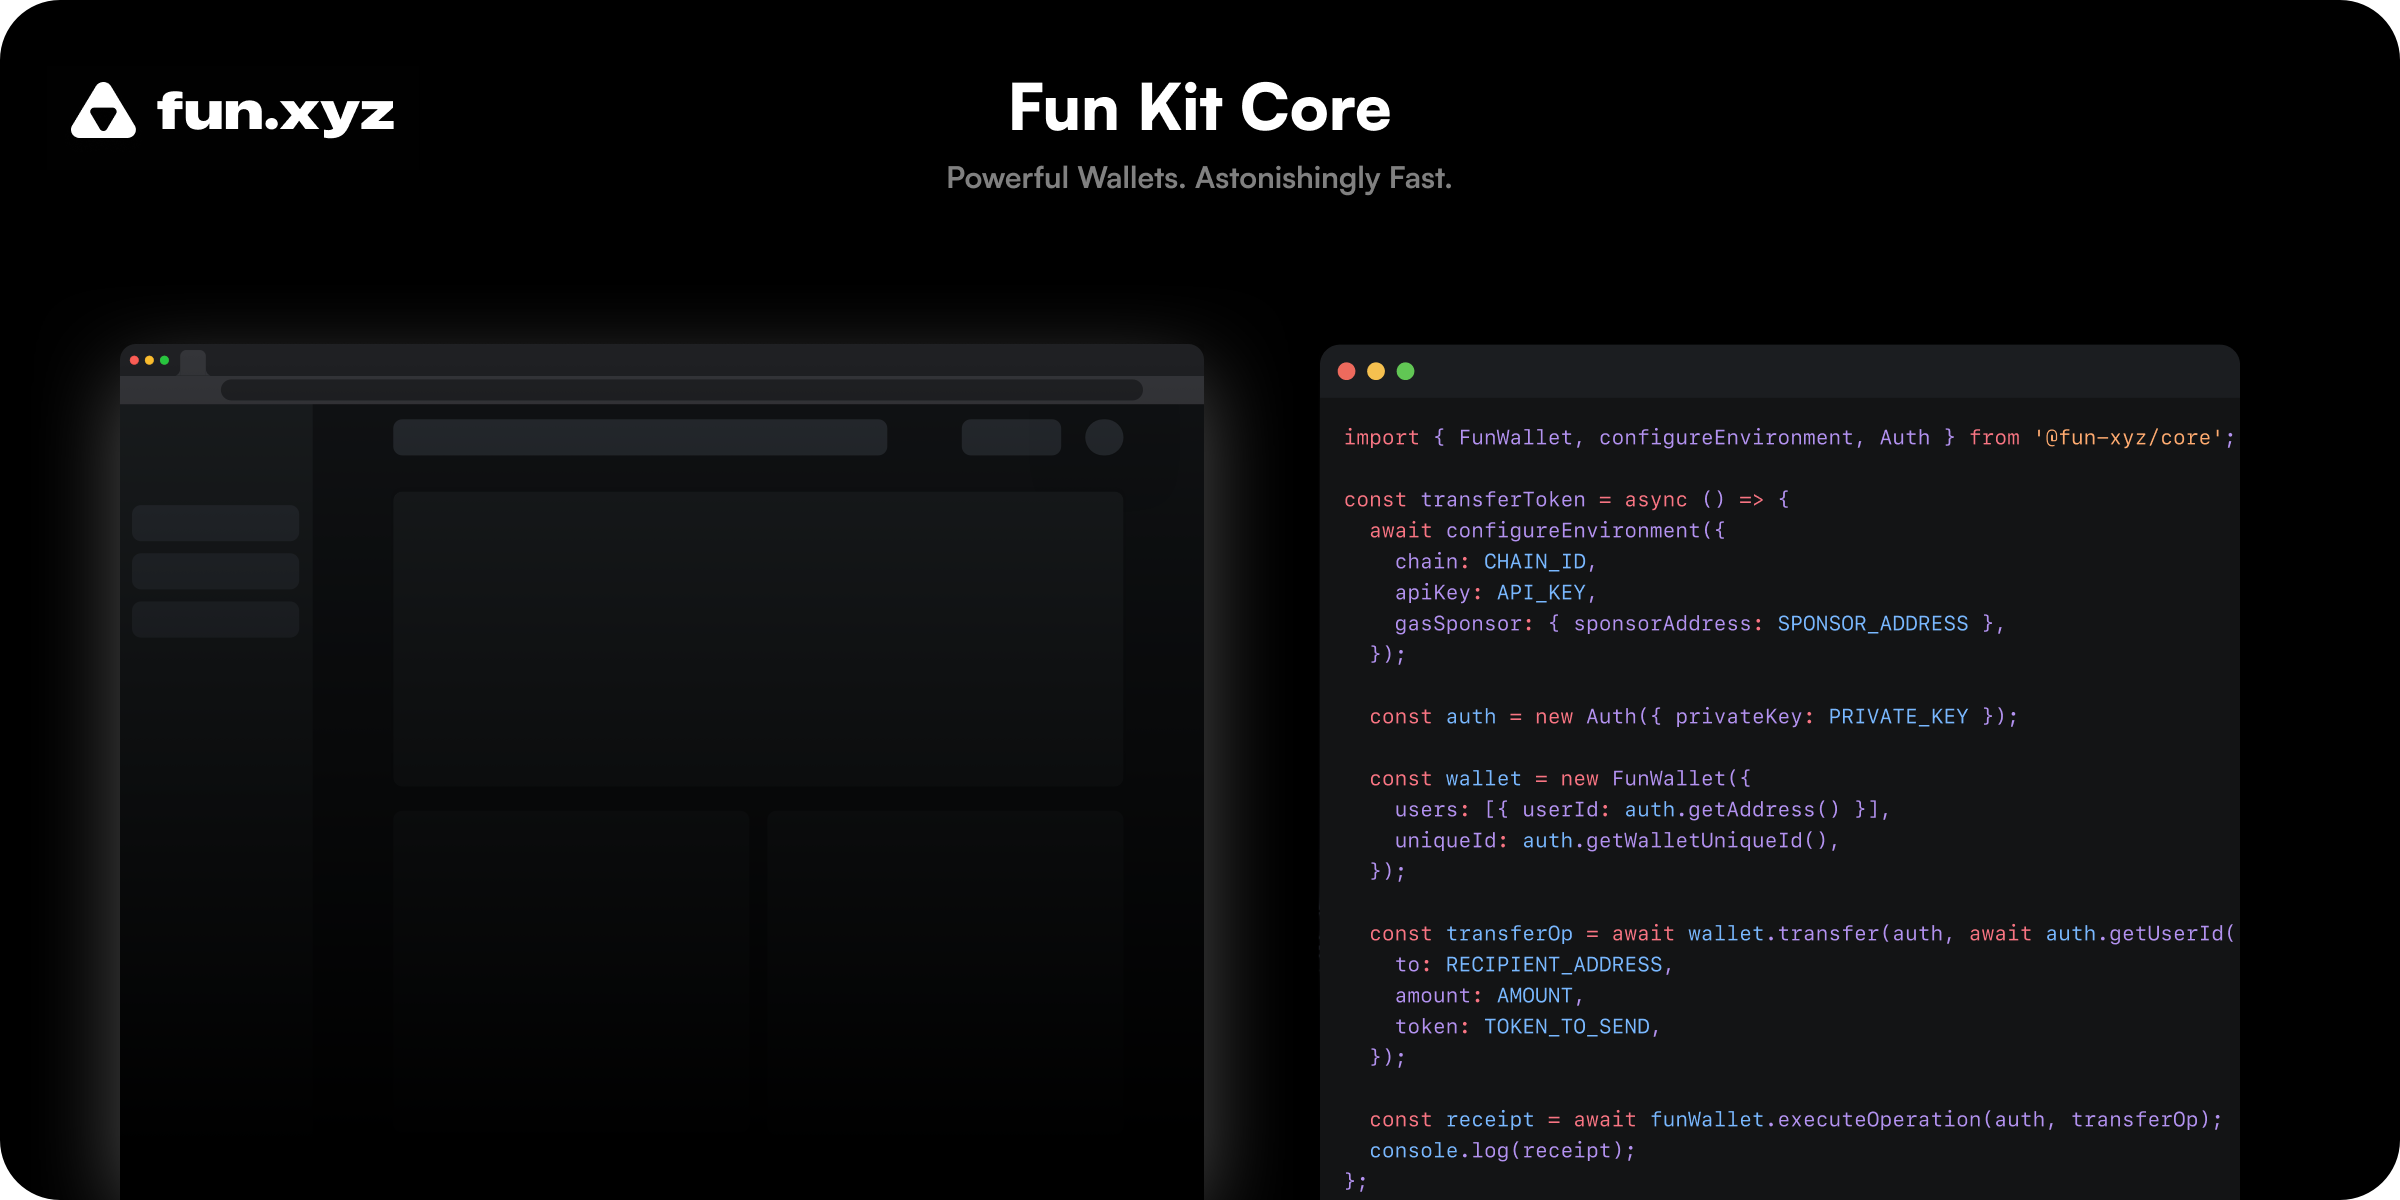 fun.xyz
Fun Kit Core
Powerful Wallets. Astonishingly Fast.
import { FunWallet, configureEnvironment, Auth } from '@fun-xyz/core';
const transferToken = async () => {
  await configureEnvironment({
    chain: CHAIN_ID,
    apiKey: API_KEY,
    gasSponsor: { sponsorAddress: SPONSOR_ADDRESS },
  });
  const auth = new Auth({ privateKey: PRIVATE_KEY });
  const wallet = new FunWallet({
    users: [{ userId: auth.getAddress() }],
    uniqueId: auth.getWalletUniqueId(),
  });
  const transferOp = await wallet.transfer(auth, await auth.getUserId(
    to: RECIPIENT_ADDRESS,
    amount: AMOUNT,
    token: TOKEN_TO_SEND,
  });
  const receipt = await funWallet.executeOperation(auth, transferOp);
  console.log(receipt);
};